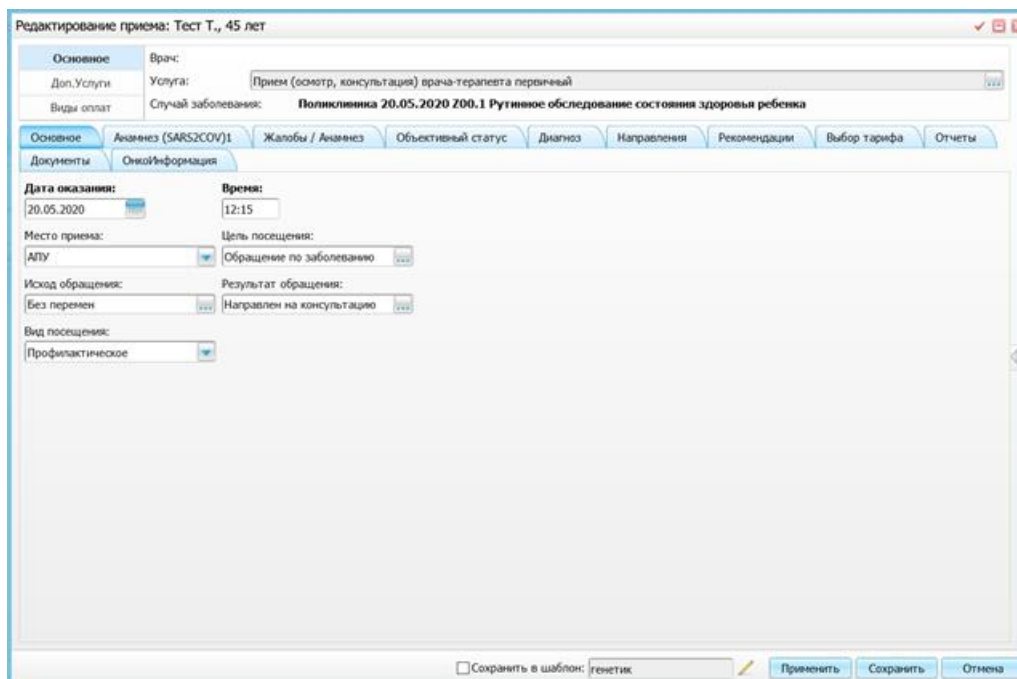 Редактирование приема: Тест Т., 45 лет
Основное
Доп.Услуги
Виды оплат
Врач:
Услуга: Прием (осмотр, консультация) врача-терапевта первичный
Случай заболевания: Поликлиника 20.05.2020 Z00.1 Рутинное обследование состояния здоровья ребенка
Основное Анамнез (SARS2COV)1 Жалобы / Анамнез Объективный статус Диагноз Направления Рекомендации Выбор тарифа Отчеты
Документы ОнкоИнформация
Дата оказания: Время:
20.05.2020 12:15
Место приема: Цель посещения:
АПУ Обращение по заболеванию
Исход обращения: Результат обращения:
Без перемен Направлен на консультацию
Вид посещения:
Профилактическое
Сохранить в шаблон: генетик Применить Сохранить Отмена